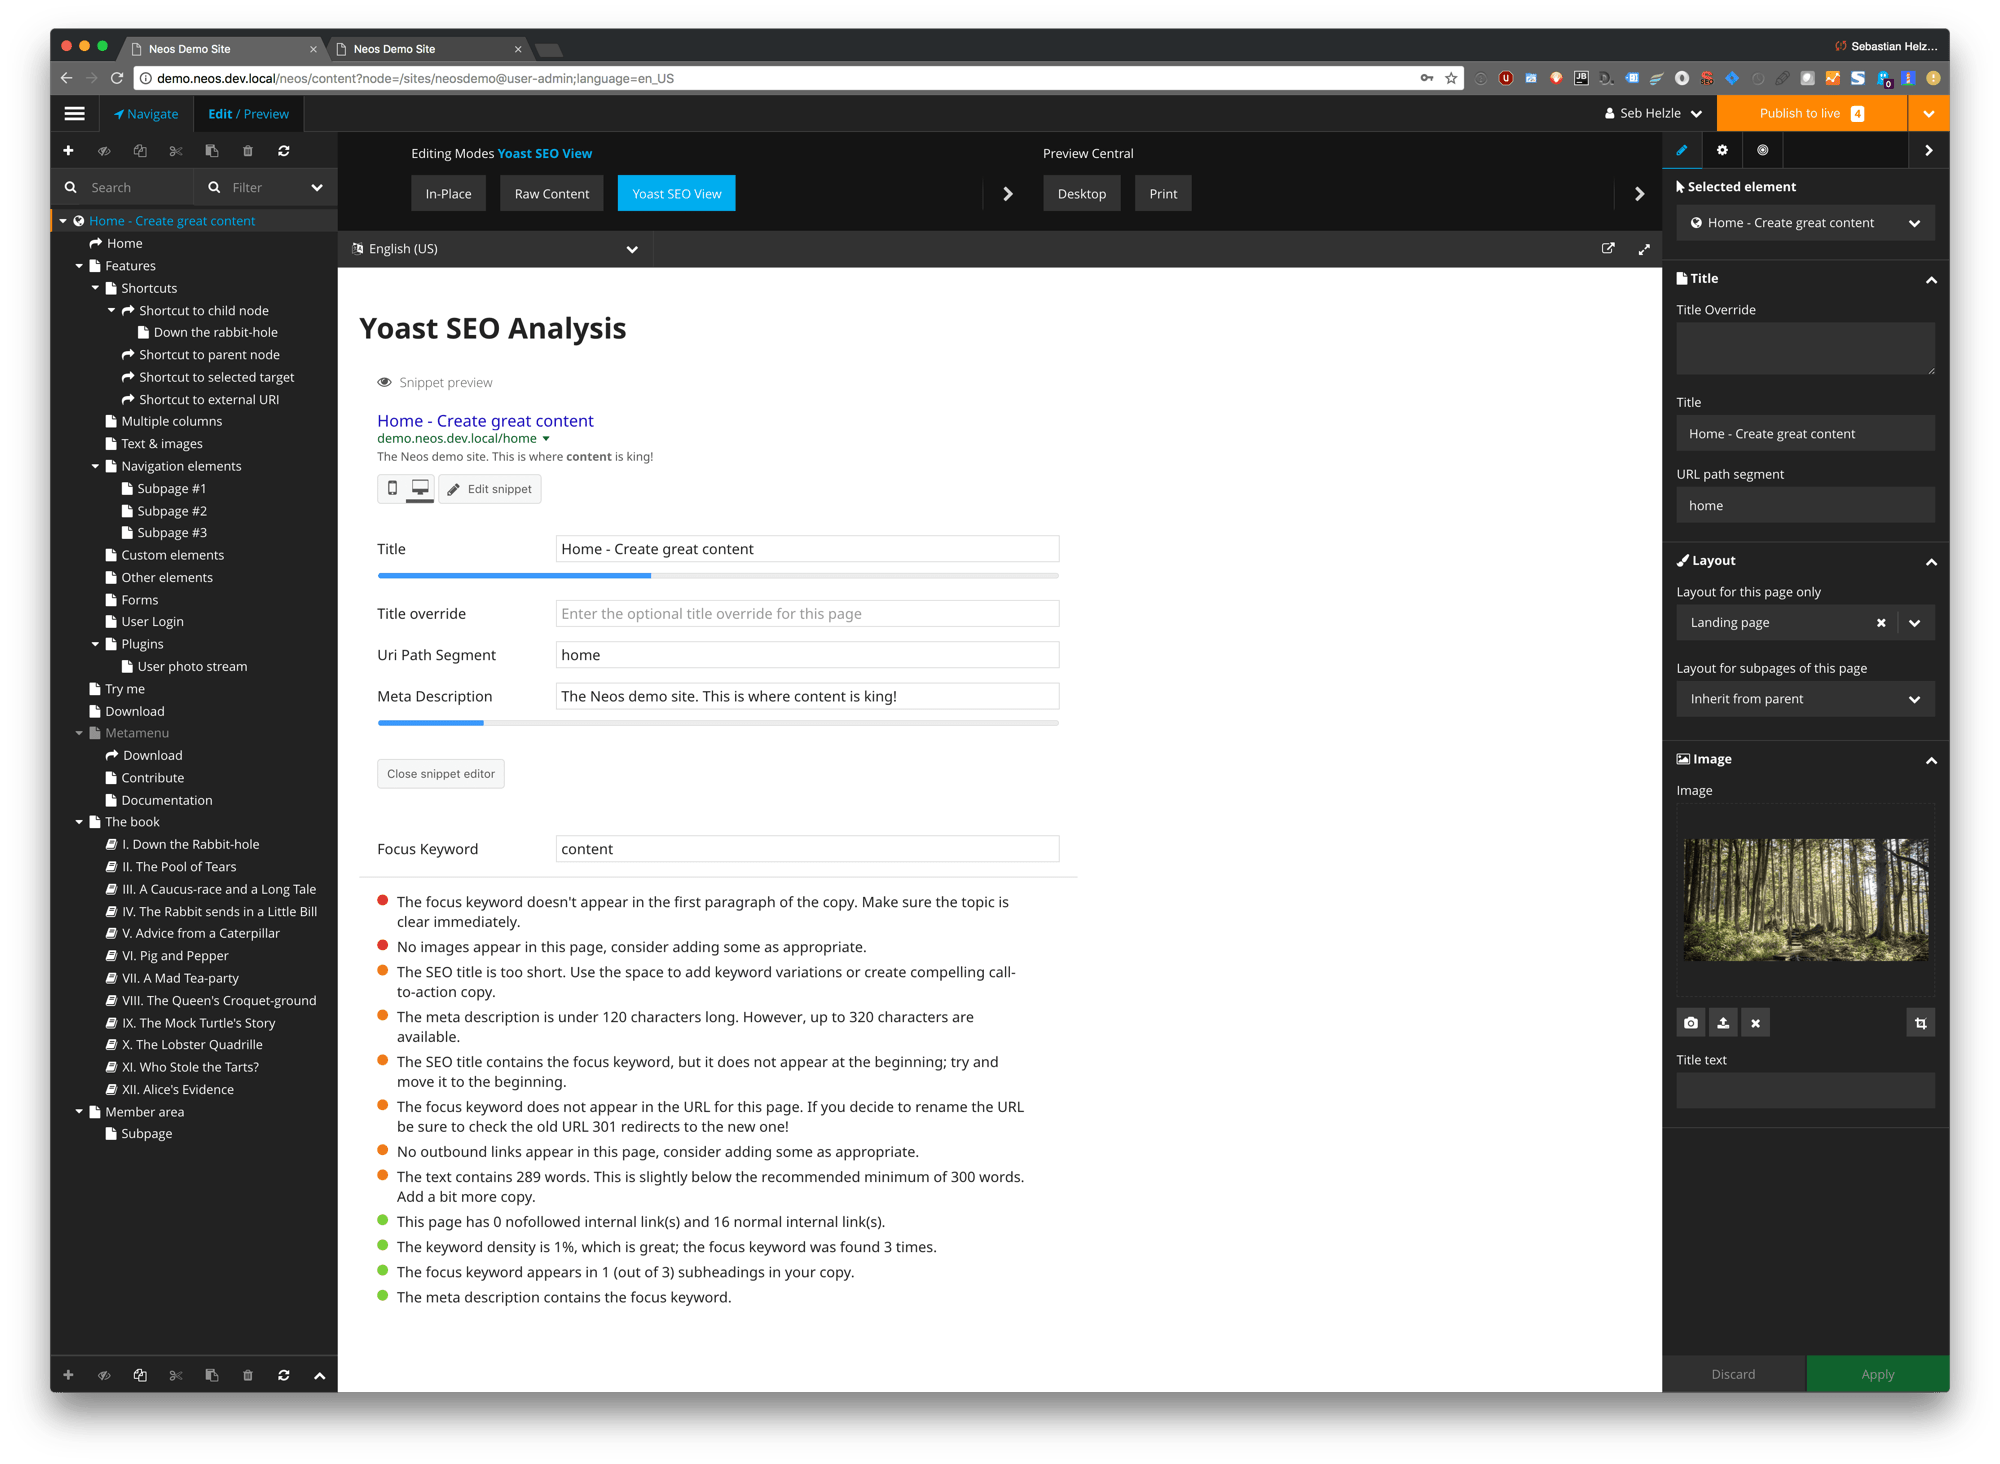 Neos Demo Site
Neos Demo Site
Sebastian Helz...
demo.neos.dev.local/neos/content?node=/sites/neosdemo@user-admin;language=en_US
Navigate
Edit / Preview
Seb Helzle
Publish to live 4
Search
Filter
Editing Modes Yoast SEO View
In-Place
Raw Content
Yoast SEO View
Preview Central
Desktop
Print
English (US)
Home - Create great content
Home
Features
Shortcuts
Shortcut to child node
Down the rabbit-hole
Shortcut to parent node
Shortcut to selected target
Shortcut to external URI
Multiple columns
Text & images
Navigation elements
Subpage #1
Subpage #2
Subpage #3
Custom elements
Other elements
Forms
User Login
Plugins
User photo stream
Try me
Download
Metamenu
Download
Contribute
Documentation
The book
I. Down the Rabbit-hole
II. The Pool of Tears
III. A Caucus-race and a Long Tale
IV. The Rabbit sends in a Little Bill
V. Advice from a Caterpillar
VI. Pig and Pepper
VII. A Mad Tea-party
VIII. The Queen's Croquet-ground
IX. The Mock Turtle's Story
X. The Lobster Quadrille
XI. Who Stole the Tarts?
XII. Alice's Evidence
Member area
Subpage
Yoast SEO Analysis
Snippet preview
Home - Create great content
demo.neos.dev.local/home
The Neos demo site. This is where content is king!
Edit snippet
Title
Home - Create great content
Title override
Enter the optional title override for this page
Uri Path Segment
home
Meta Description
The Neos demo site. This is where content is king!
Close snippet editor
Focus Keyword
content
The focus keyword doesn't appear in the first paragraph of the copy. Make sure the topic is
clear immediately.
No images appear in this page, consider adding some as appropriate.
The SEO title is too short. Use the space to add keyword variations or create compelling call-
to-action copy.
The meta description is under 120 characters long. However, up to 320 characters are
available.
The SEO title contains the focus keyword, but it does not appear at the beginning; try and
move it to the beginning.
The focus keyword does not appear in the URL for this page. If you decide to rename the URL
be sure to check the old URL 301 redirects to the new one!
No outbound links appear in this page, consider adding some as appropriate.
The text contains 289 words. This is slightly below the recommended minimum of 300 words.
Add a bit more copy.
This page has 0 nofollowed internal link(s) and 16 normal internal link(s).
The keyword density is 1%, which is great; the focus keyword was found 3 times.
The focus keyword appears in 1 (out of 3) subheadings in your copy.
The meta description contains the focus keyword.
Selected element
Home - Create great content
Title
Title Override
Title
Home - Create great content
URL path segment
home
Layout
Layout for this page only
Landing page
Layout for subpages of this page
Inherit from parent
Image
Image
Title text
Discard
Apply